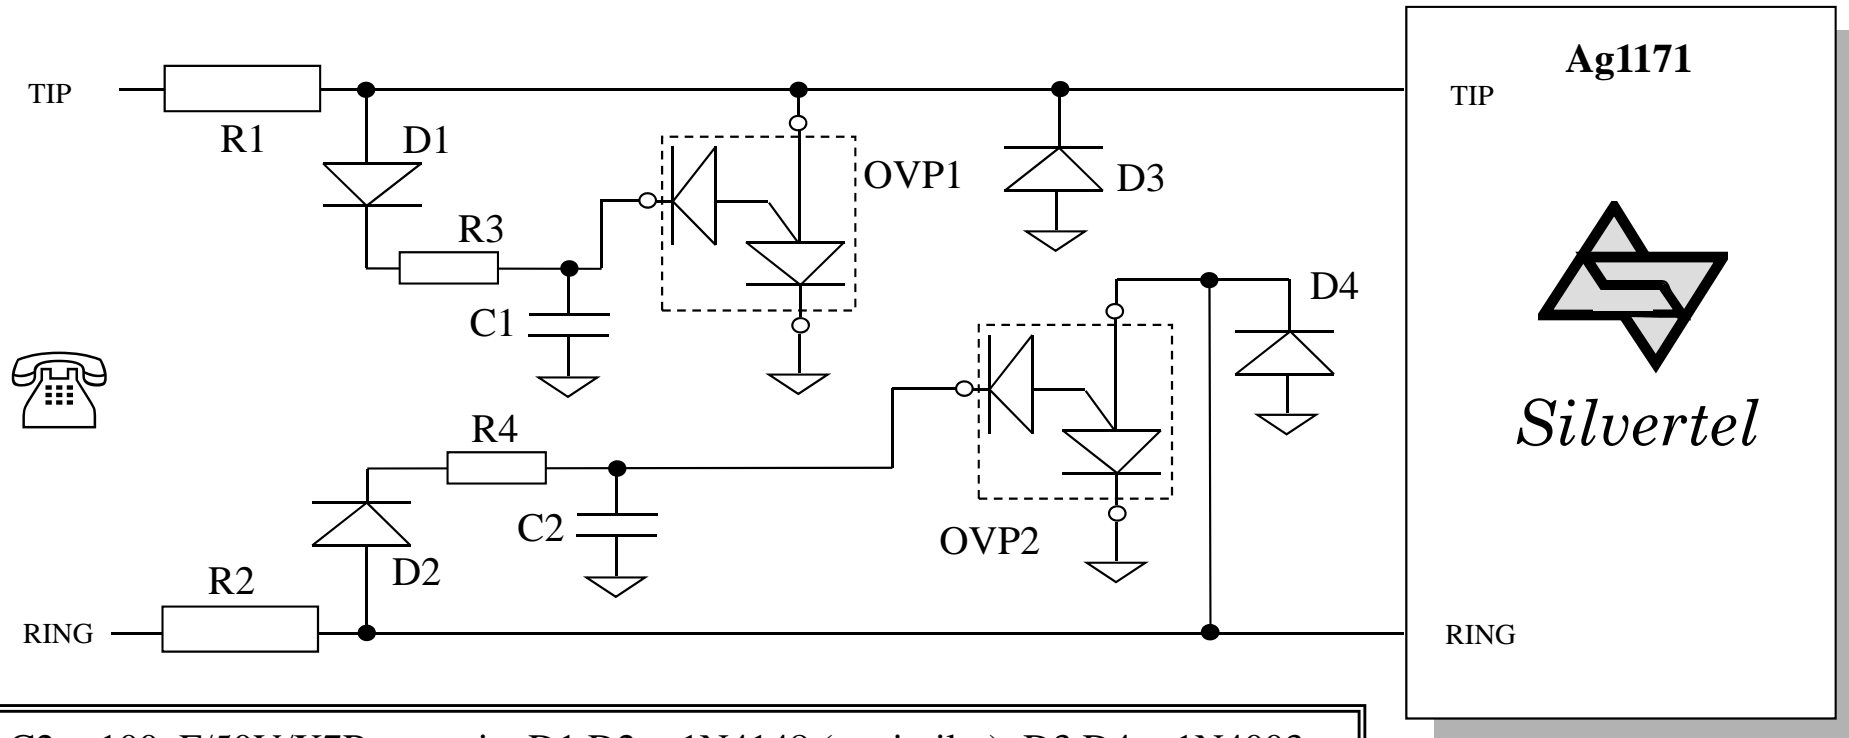 Ag1171
TIP
TIP
R1
D1
OVP1
D3
R3
D4
C1
Silvertel
R4
C2
OVP2
D2
R2
RING
RING